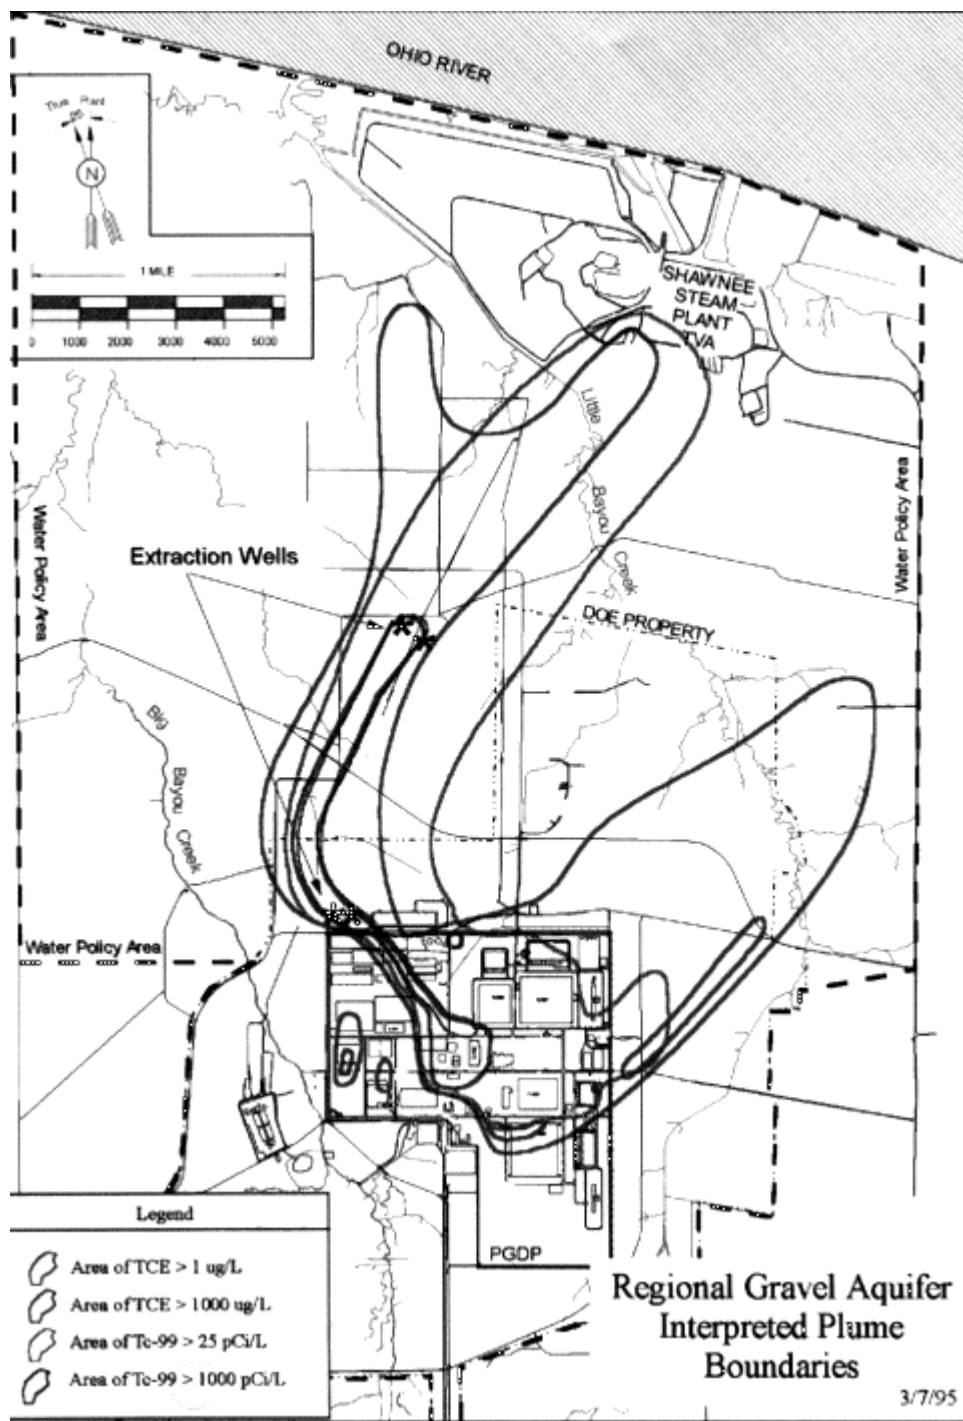 OHIO RIVER
True Plant
N
1 MILE
0 1000 2000 3000 4000 5000
SHAWNEE
STEAM
PLANT
TVA
Little Bayou Creek
Water Policy Area
Water Policy Area
Extraction Wells
DOE PROPERTY
Big Bayou Creek
Water Policy Area
PGDP
Legend
Area of TCE > 1 ug/L
Area of TCE > 1000 ug/L
Area of Tc-99 > 25 pCi/L
Area of Tc-99 > 1000 pCi/L
Regional Gravel Aquifer
Interpreted Plume
Boundaries
3/7/95